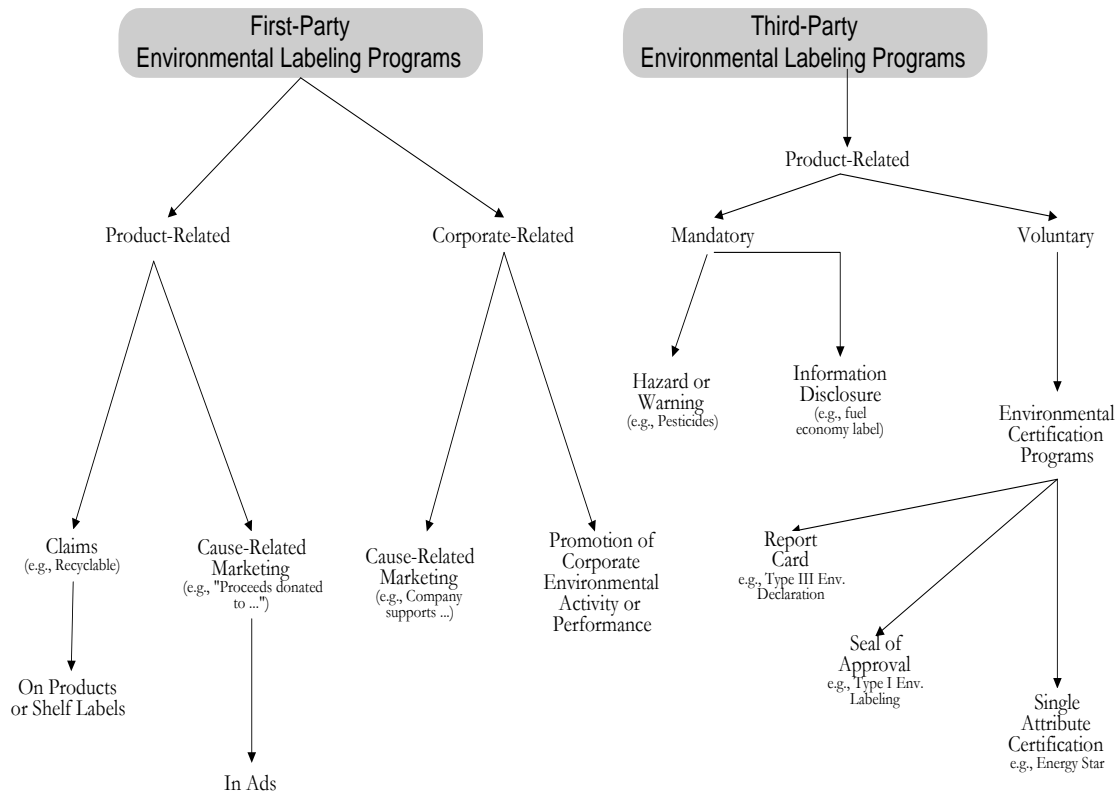 First-Party
Environmental Labeling Programs
Third-Party
Environmental Labeling Programs
Product-Related
Product-Related
Corporate-Related
Mandatory
Voluntary
Hazard or
Warning
(e.g., Pesticides)
Information
Disclosure
(e.g., fuel
economy label)
Environmental
Certification
Programs
Claims
(e.g., Recyclable)
Cause-Related
Marketing
(e.g., "Proceeds donated
to ...")
Cause-Related
Marketing
(e.g., Company
supports ...)
Promotion of
Corporate
Environmental
Activity or
Performance
Report
Card
e.g., Type III Env.
Declaration
Seal of
Approval
e.g., Type I Env.
Labeling
Single
Attribute
Certification
e.g., Energy Star
On Products
or Shelf Labels
In Ads